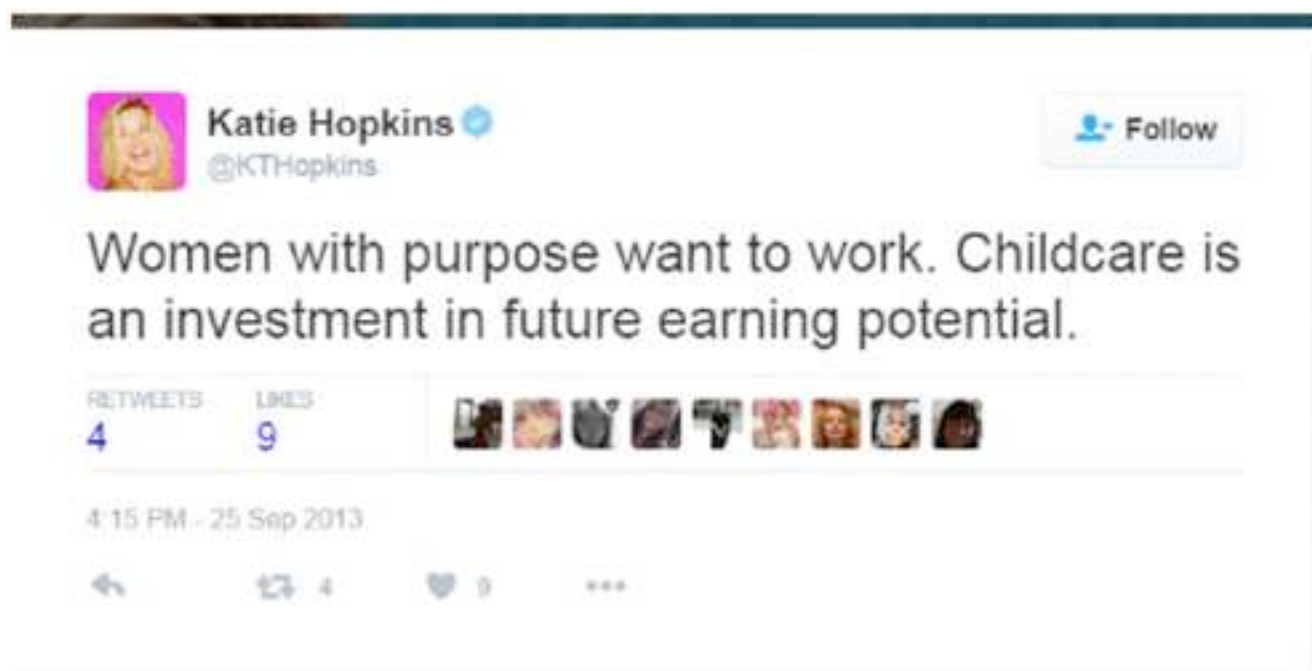 Katie Hopkins
@KTHopkins
Follow
Women with purpose want to work. Childcare is
an investment in future earning potential.
RETWEETS LIKES
4 9
4:15 PM - 25 Sep 2013
4 9